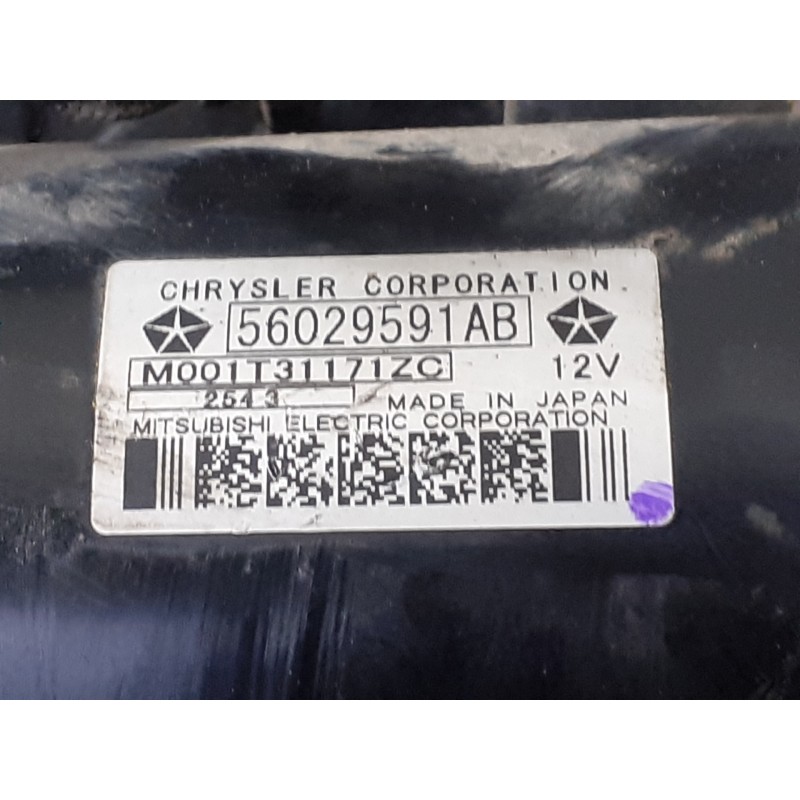 CHRYSLER CORPORATION
56029591AB
M001T31171ZC 12V
2543 MADE IN JAPAN
MITSUBISHI ELECTRIC CORPORATION